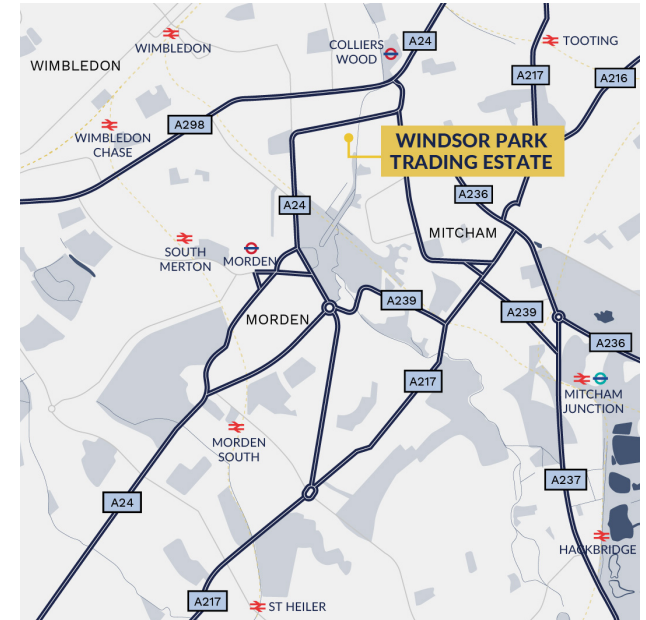 A24
COLLIERS
WOOD
TOOTING
WIMBLEDON
WIMBLEDON
A217
A216
A298
WIMBLEDON
CHASE
WINDSOR PARK
TRADING ESTATE
A236
A24
MITCHAM
SOUTH
MERTON
MORDEN
A239
A239
MORDEN
A236
A217
MITCHAM
JUNCTION
MORDEN
SOUTH
A237
A24
HACKBRIDGE
A217
ST HEILER